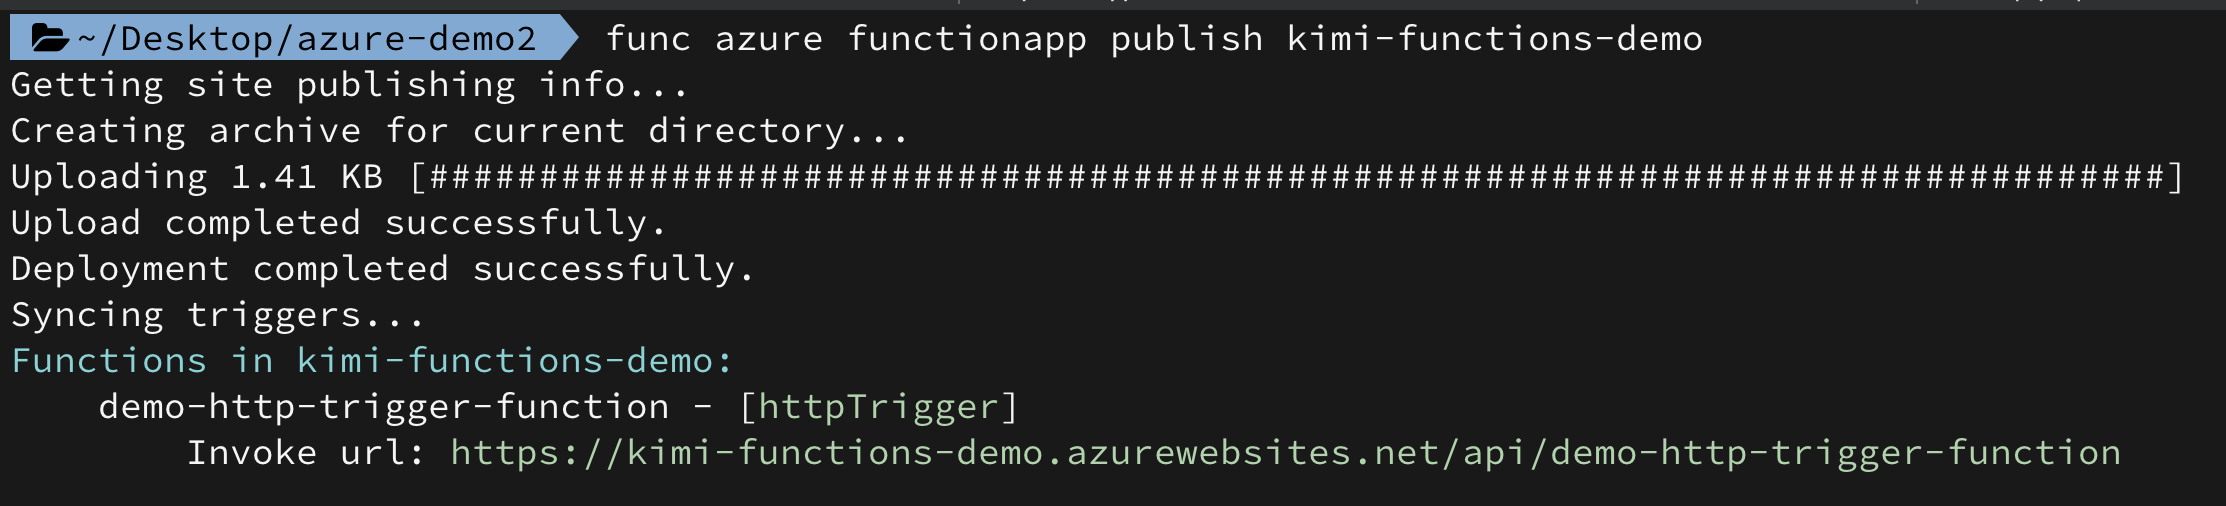 ~/Desktop/azure-demo2 func azure functionapp publish kimi-functions-demo
Getting site publishing info...
Creating archive for current directory...
Uploading 1.41 KB [###############################################################################]
Upload completed successfully.
Deployment completed successfully.
Syncing triggers...
Functions in kimi-functions-demo:
demo-http-trigger-function - [httpTrigger]
Invoke url: https://kimi-functions-demo.azurewebsites.net/api/demo-http-trigger-function